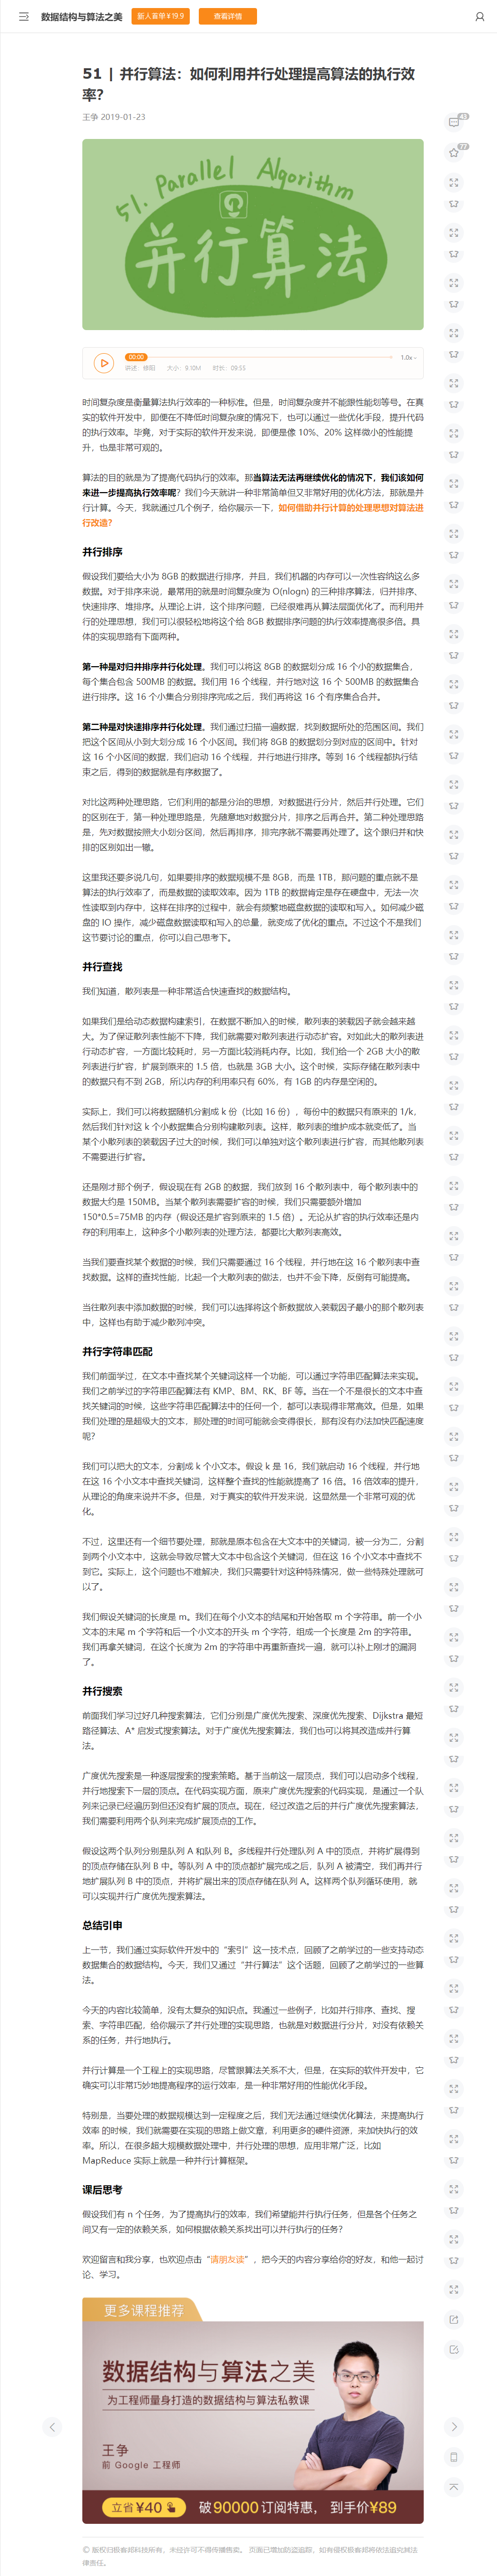 数据结构与算法之美
新人首单¥19.9
查看详情
51 | 并行算法：如何利用并行处理提高算法的执行效
率？
王争 2019-01-23
43
77
51. Parallel Algorithm
并行算法
00:00
1.0x
讲述：修阳 大小：8.10M 时长：09:55
时间复杂度是衡量算法执行效率的一种标准。但是，时间复杂度并不能跟性能划等号。在真
实的软件开发中，即便在不降低时间复杂度的情况下，也可以通过一些优化手段，提升代码
的执行效率。毕竟，对于实际的软件开发来说，即便是像 10%、20% 这样微小的性能提
升，也是非常可观的。
算法的目的就是为了提高代码执行的效率。那当算法无法再继续优化的情况下，我们该如何
来进一步提高执行效率呢？我们今天就讲一种非常简单但又非常好用的优化方法，那就是并
行计算。今天，我就通过几个例子，给你展示一下，如何借助并行计算的处理思想对算法进
行改造？
并行排序
假设我们要给大小为 8GB 的数据进行排序，并且，我们机器的内存可以一次性容纳这么多
数据。对于排序来说，最常用的就是时间复杂度为 O(nlogn) 的三种排序算法，归并排序、
快速排序、堆排序。从理论上讲，这个排序问题，已经很难再从算法层面优化了。而利用并
行的处理思想，我们可以很轻松地将这个给 8GB 数据排序问题的执行效率提高很多倍。具
体的实现思路有下面两种。
第一种是对归并排序并行化处理。我们可以将这 8GB 的数据划分成 16 个小的数据集合，
每个集合包含 500MB 的数据。我们用 16 个线程，并行地对这 16 个 500MB 的数据集合
进行排序。这 16 个小集合分别排序完成之后，我们再将这 16 个有序集合合并。
第二种是对快速排序并行化处理。我们通过扫描一遍数据，找到数据所处的范围区间。我们
把这个区间从小到大划分成 16 个小区间。我们将 8GB 的数据划分到对应的区间中。针对
这 16 个小区间的数据，我们启动 16 个线程，并行地进行排序。等到 16 个线程都执行结
束之后，得到的数据就是有序数据了。
对比这两种处理思路，它们利用的都是分治的思想，对数据进行分片，然后并行处理。它们
的区别在于，第一种处理思路是，先随意地对数据分片，排序之后再合并。第二种处理思路
是，先对数据按照大小划分区间，然后再排序，排完序就不需要再处理了。这个跟归并和快
排的区别如出一辙。
这里我还要多说几句，如果要排序的数据规模不是 8GB，而是 1TB，那问题的重点就不是
算法的执行效率了，而是数据的读取效率。因为 1TB 的数据肯定是存在硬盘中，无法一次
性读取到内存中，这样在排序的过程中，就会有频繁地磁盘数据的读取和写入。如何减少磁
盘的 IO 操作，减少磁盘数据读取和写入的总量，就变成了优化的重点。不过这个不是我们
这节要讨论的重点，你可以自己思考下。
并行查找
我们知道，散列表是一种非常适合快速查找的数据结构。
如果我们是给动态数据构建索引，在数据不断加入的时候，散列表的装载因子就会越来越
大。为了保证散列表性能不下降，我们就需要对散列表进行动态扩容。对如此大的散列表进
行动态扩容，一方面比较耗时，另一方面比较消耗内存。比如，我们给一个 2GB 大小的散
列表进行扩容，扩展到原来的 1.5 倍，也就是 3GB 大小。这个时候，实际存储在散列表中
的数据只有不到 2GB，所以内存的利用率只有 60%，有 1GB 的内存是空闲的。
实际上，我们可以将数据随机分割成 k 份（比如 16 份），每份中的数据只有原来的 1/k，
然后我们针对这 k 个小数据集合分别构建散列表。这样，散列表的维护成本就变低了。当
某个小散列表的装载因子过大的时候，我们可以单独对这个散列表进行扩容，而其他散列表
不需要进行扩容。
还是刚才那个例子，假设现在有 2GB 的数据，我们放到 16 个散列表中，每个散列表中的
数据大约是 150MB。当某个散列表需要扩容的时候，我们只需要额外增加
150*0.5=75MB 的内存（假设还是扩容到原来的 1.5 倍）。无论从扩容的执行效率还是内
存的利用率上，这种多个小散列表的处理方法，都要比大散列表高效。
当我们要查找某个数据的时候，我们只需要通过 16 个线程，并行地在这 16 个散列表中查
找数据。这样的查找性能，比起一个大散列表的做法，也并不会下降，反倒有可能提高。
当往散列表中添加数据的时候，我们可以选择将这个新数据放入装载因子最小的那个散列表
中，这样也有助于减少散列冲突。
并行字符串匹配
我们前面学过，在文本中查找某个关键词这样一个功能，可以通过字符串匹配算法来实现。
我们之前学过的字符串匹配算法有 KMP、BM、RK、BF 等。当在一个不是很长的文本中查
找关键词的时候，这些字符串匹配算法中的任何一个，都可以表现得非常高效。但是，如果
我们处理的是超级大的文本，那处理的时间可能就会变得很长，那有没有办法加快匹配速度
呢？
我们可以把大的文本，分割成 k 个小文本。假设 k 是 16，我们就启动 16 个线程，并行地
在这 16 个小文本中查找关键词，这样整个查找的性能就提高了 16 倍。16 倍效率的提升，
从理论的角度来说并不多。但是，对于真实的软件开发来说，这显然是一个非常可观的优
化。
不过，这里还有一个细节要处理，那就是原本包含在大文本中的关键词，被一分为二，分割
到两个小文本中，这就会导致尽管大文本中包含这个关键词，但在这 16 个小文本中查找不
到它。实际上，这个问题也不难解决，我们只需要针对这种特殊情况，做一些特殊处理就可
以了。
我们假设关键词的长度是 m。我们在每个小文本的结尾和开始各取 m 个字符串。前一个小
文本的末尾 m 个字符和后一个小文本的开头 m 个字符，组成一个长度是 2m 的字符串。
我们再拿关键词，在这个长度为 2m 的字符串中再重新查找一遍，就可以补上刚才的漏洞
了。
并行搜索
前面我们学习过好几种搜索算法，它们分别是广度优先搜索、深度优先搜索、Dijkstra 最短
路径算法、A* 启发式搜索算法。对于广度优先搜索算法，我们也可以将其改造成并行算
法。
广度优先搜索是一种逐层搜索的搜索策略。基于当前这一层顶点，我们可以启动多个线程，
并行地搜索下一层的顶点。在代码实现方面，原来广度优先搜索的代码实现，是通过一个队
列来记录已经遍历到但还没有扩展的顶点。现在，经过改造之后的并行广度优先搜索算法，
我们需要利用两个队列来完成扩展顶点的工作。
假设这两个队列分别是队列 A 和队列 B。多线程并行处理队列 A 中的顶点，并将扩展得到
的顶点存储在队列 B 中。等队列 A 中的顶点都扩展完成之后，队列 A 被清空，我们再并行
地扩展队列 B 中的顶点，并将扩展出来的顶点存储在队列 A。这样两个队列循环使用，就
可以实现并行广度优先搜索算法。
总结引申
上一节，我们通过实际软件开发中的“索引”这一技术点，回顾了之前学过的一些支持动态
数据集合的数据结构。今天，我们又通过“并行算法”这个话题，回顾了之前学过的一些算
法。
今天的内容比较简单，没有太复杂的知识点。我通过一些例子，比如并行排序、查找、搜
索、字符串匹配，给你展示了并行处理的实现思路，也就是对数据进行分片，对没有依赖关
系的任务，并行地执行。
并行计算是一个工程上的实现思路，尽管跟算法关系不大，但是，在实际的软件开发中，它
确实可以非常巧妙地提高程序的运行效率，是一种非常好用的性能优化手段。
特别是，当要处理的数据规模达到一定程度之后，我们无法通过继续优化算法，来提高执行
效率 的时候，我们就需要在实现的思路上做文章，利用更多的硬件资源，来加快执行的效
率。所以，在很多超大规模数据处理中，并行处理的思想，应用非常广泛，比如
MapReduce 实际上就是一种并行计算框架。
课后思考
假设我们有 n 个任务，为了提高执行的效率，我们希望能并行执行任务，但是各个任务之
间又有一定的依赖关系，如何根据依赖关系找出可以并行执行的任务？
欢迎留言和我分享，也欢迎点击“请朋友读”，把今天的内容分享给你的好友，和他一起讨
论、学习。
更多课程推荐
数据结构与算法之美
为工程师量身打造的数据结构与算法私教课
王争
前 Google 工程师
立省¥40
破90000订阅特惠，到手价¥89
© 版权归极客邦科技所有，未经许可不得传播售卖。 页面已增加防盗追踪，如有侵权极客邦将依法追究其法
律责任。